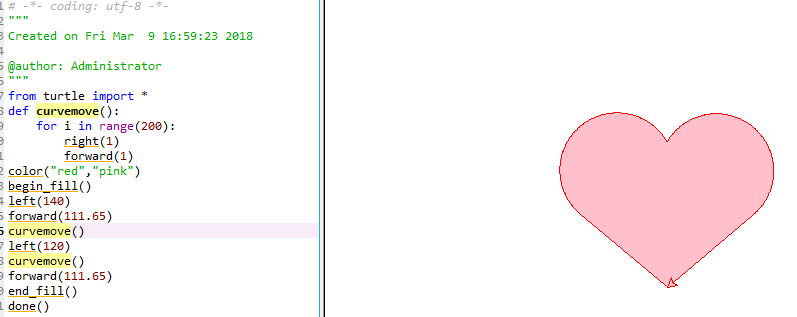 # -*- coding: utf-8 -*-
"""
Created on Fri Mar  9 16:59:23 2018

@author: Administrator
"""
from turtle import *
def curvemove():
    for i in range(200):
        right(1)
        forward(1)
color("red","pink")
begin_fill()
left(140)
forward(111.65)
curvemove()
left(120)
curvemove()
forward(111.65)
end_fill()
done()